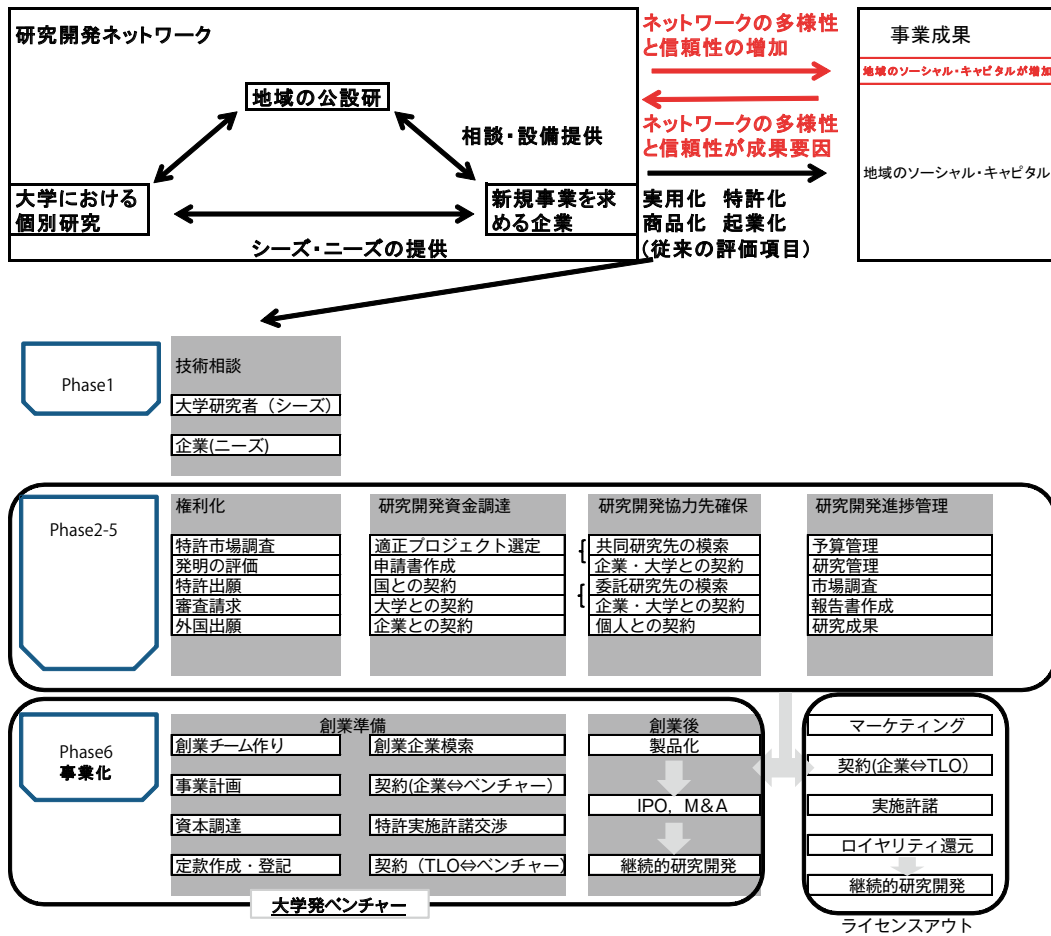 研究開発ネットワーク
地域の公設研
相談・設備提供
大学における
個別研究
新規事業を求
める企業
シーズ・ニーズの提供
ネットワークの多様性
と信頼性の増加
ネットワークの多様性
と信頼性が成果要因
実用化 特許化
商品化 起業化
(従来の評価項目)
事業成果
地域のソーシャル・キャピタルが増加
地域のソーシャル・キャピタル
Phase1
技術相談
大学研究者（シーズ）
企業(ニーズ)
Phase2-5
権利化
特許市場調査
発明の評価
特許出願
審査請求
外国出願
研究開発資金調達
適正プロジェクト選定
申請書作成
国との契約
大学との契約
企業との契約
研究開発協力先確保
{ 共同研究先の模索
企業・大学との契約
{ 委託研究先の模索
企業・大学との契約
個人との契約
研究開発進捗管理
予算管理
研究管理
市場調査
報告書作成
研究成果
Phase6
事業化
創業準備
創業チーム作り
事業計画
資本調達
定款作成・登記
創業企業模索
契約(企業⇔ベンチャー)
特許実施許諾交渉
契約（TLO⇔ベンチャー）
創業後
製品化
IPO，M&A
継続的研究開発
大学発ベンチャー
マーケティング
契約(企業⇔TLO)
実施許諾
ロイヤリティ還元
継続的研究開発
ライセンスアウト